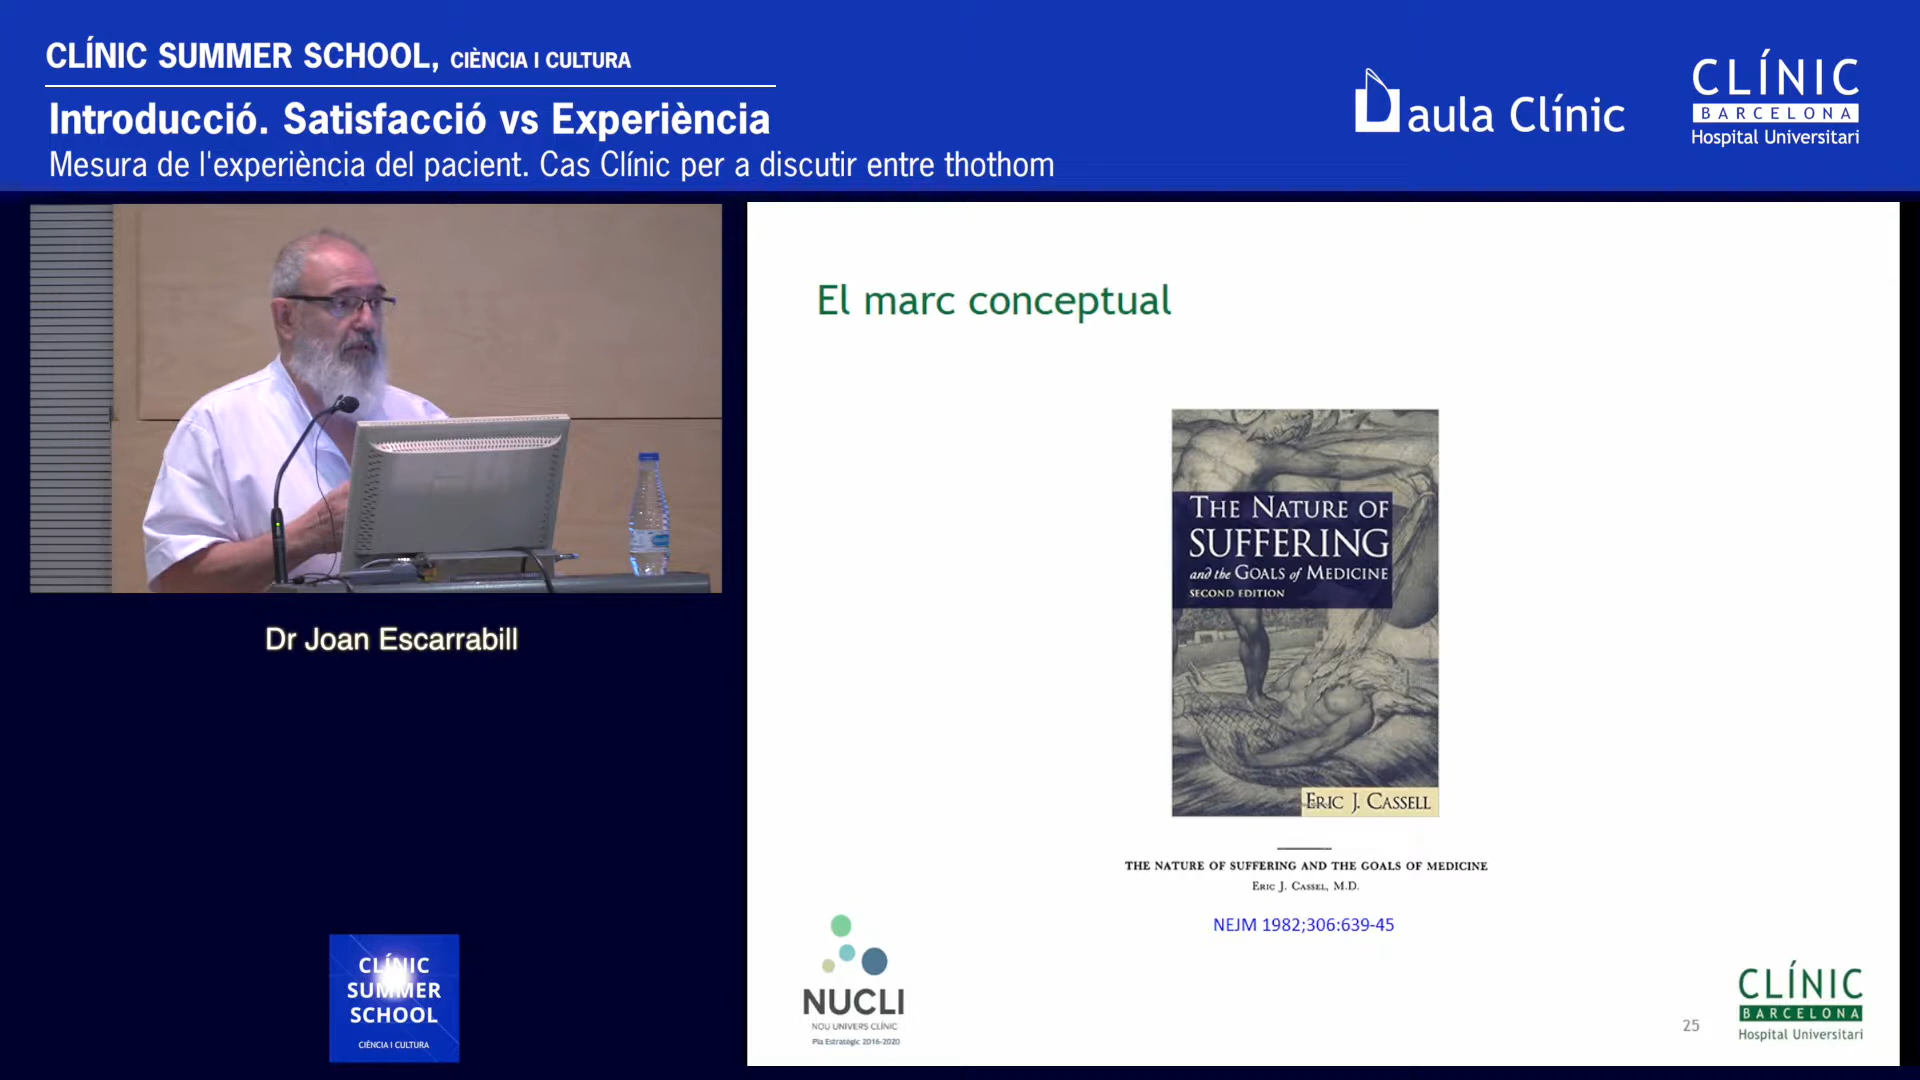 CLÍNIC SUMMER SCHOOL, CIÈNCIA I CULTURA
Introducció. Satisfacció vs Experiència
Mesura de l'experiència del pacient. Cas Clínic per a discutir entre thothom
aula Clínic
CLÍNIC
BARCELONA
Hospital Universitari
Dr Joan Escarrabill
CLÍNIC
SUMMER
SCHOOL
CIÈNCIA I CULTURA
El marc conceptual
THE NATURE OF
SUFFERING
and the GOALS of MEDICINE
SECOND EDITION
ERIC J. CASSELL
THE NATURE OF SUFFERING AND THE GOALS OF MEDICINE
ERIC J. CASSEL, M.D.
NEJM 1982;306:639-45
NUCLI
NOU UNIVERS CLÍNIC
Pla Estratègic 2016-2020
25
CLÍNIC
BARCELONA
Hospital Universitari